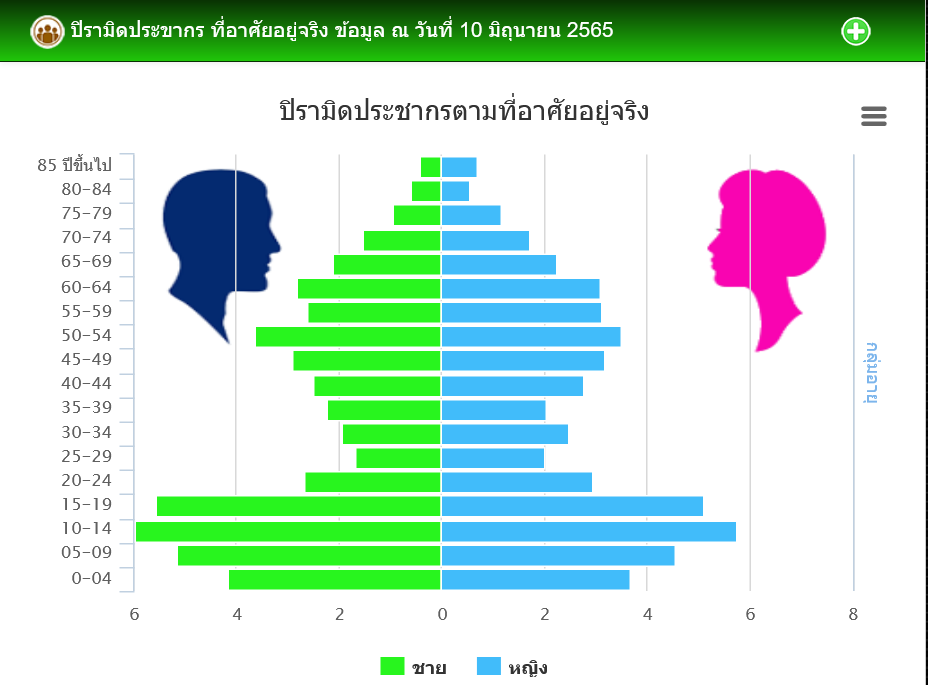 ปิรามิดประขากร ที่อาศัยอยู่จริง ข้อมูล ณ วันที่ 10 มิถุนายน 2565
ปิรามิดประชากรตามที่อาศัยอยู่จริง
85 ปีขึ้นไป
80-84
75-79
70-74
65-69
60-64
55-59
50-54
45-49
40-44
35-39
30-34
25-29
20-24
15-19
10-14
05-09
0-04
กลุ่มอายุ
6 4 2 0 2 4 6 8
ชาย หญิง